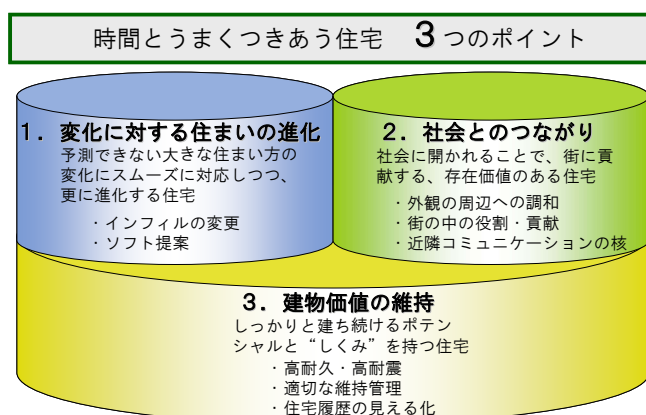 時間とうまくつきあう住宅 3つのポイント
1．変化に対する住まいの進化
予測できない大きな住まい方の
変化にスムーズに対応しつつ、
更に進化する住宅
・インフィルの変更
・ソフト提案
2．社会とのつながり
社会に開かれることで、街に貢
献する、存在価値のある住宅
・外観の周辺への調和
・街の中の役割・貢献
・近隣コミュニケーションの核
3．建物価値の維持
しっかりと建ち続けるポテン
シャルと“しくみ”を持つ住宅
・高耐久・高耐震
・適切な維持管理
・住宅履歴の見える化